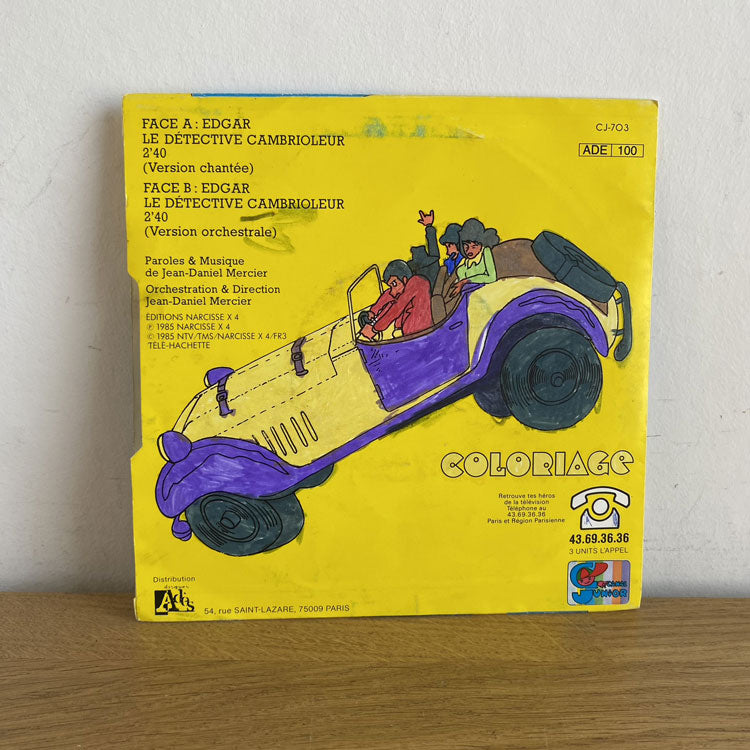 FACE A : EDGAR
LE DÉTECTIVE CAMBRIOLEUR
2'40
(Version chantée)
FACE B : EDGAR
LE DÉTECTIVE CAMBRIOLEUR
2'40
(Version orchestrale)
Paroles & Musique
de Jean-Daniel Mercier
Orchestration & Direction
Jean-Daniel Mercier
EDITIONS NARCISSE X 4
℗ 1985 NARCISSE X 4
© 1985 NTV/TMS/NARCISSE X 4/FR3
TÉLÉ-HACHETTE
CJ-703
ADE 100
COLORIAGE
Retrouve tes héros
de la télévision
Téléphone au
43.69.36.36
Paris et Région Parisienne
43.69.36.36
3 UNITS L'APPEL
Distribution
disques
Adès
54, rue SAINT-LAZARE, 75009 PARIS
JUNIOR